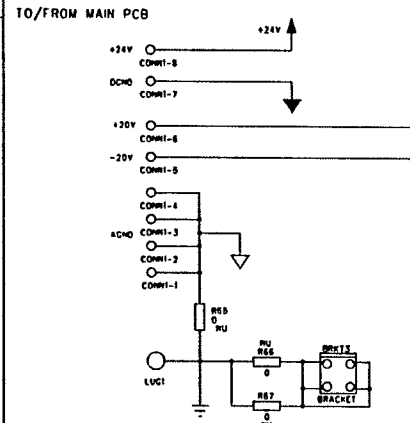 TO/FROM MAIN PCB
+24V
+24V
CONN1-8
DGND
CONN1-7
+20V
CONN1-6
-20V
CONN1-5
CONN1-4
AGND
CONN1-3
CONN1-2
CONN1-1
R65
0
RU
LUG1
RU
R66
0
BRKT3
BRACKET
R67
0